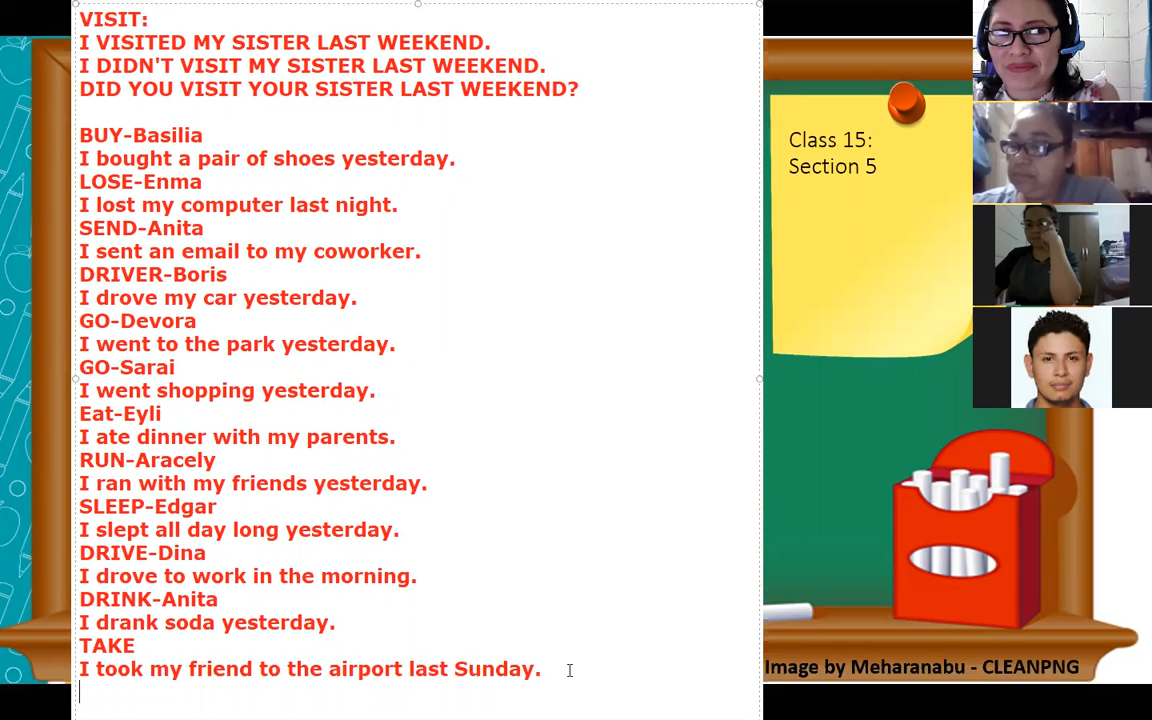 VISIT:
I VISITED MY SISTER LAST WEEKEND.
I DIDN'T VISIT MY SISTER LAST WEEKEND.
DID YOU VISIT YOUR SISTER LAST WEEKEND?
BUY-Basilia
I bought a pair of shoes yesterday.
LOSE-Enma
I lost my computer last night.
SEND-Anita
I sent an email to my coworker.
DRIVER-Boris
I drove my car yesterday.
GO-Devora
I went to the park yesterday.
GO-Sarai
I went shopping yesterday.
Eat-Eyli
I ate dinner with my parents.
RUN-Aracely
I ran with my friends yesterday.
SLEEP-Edgar
I slept all day long yesterday.
DRIVE-Dina
I drove to work in the morning.
DRINK-Anita
I drank soda yesterday.
TAKE
I took my friend to the airport last Sunday.
Class 15:
Section 5
Image by Meharanabu - CLEANPNG